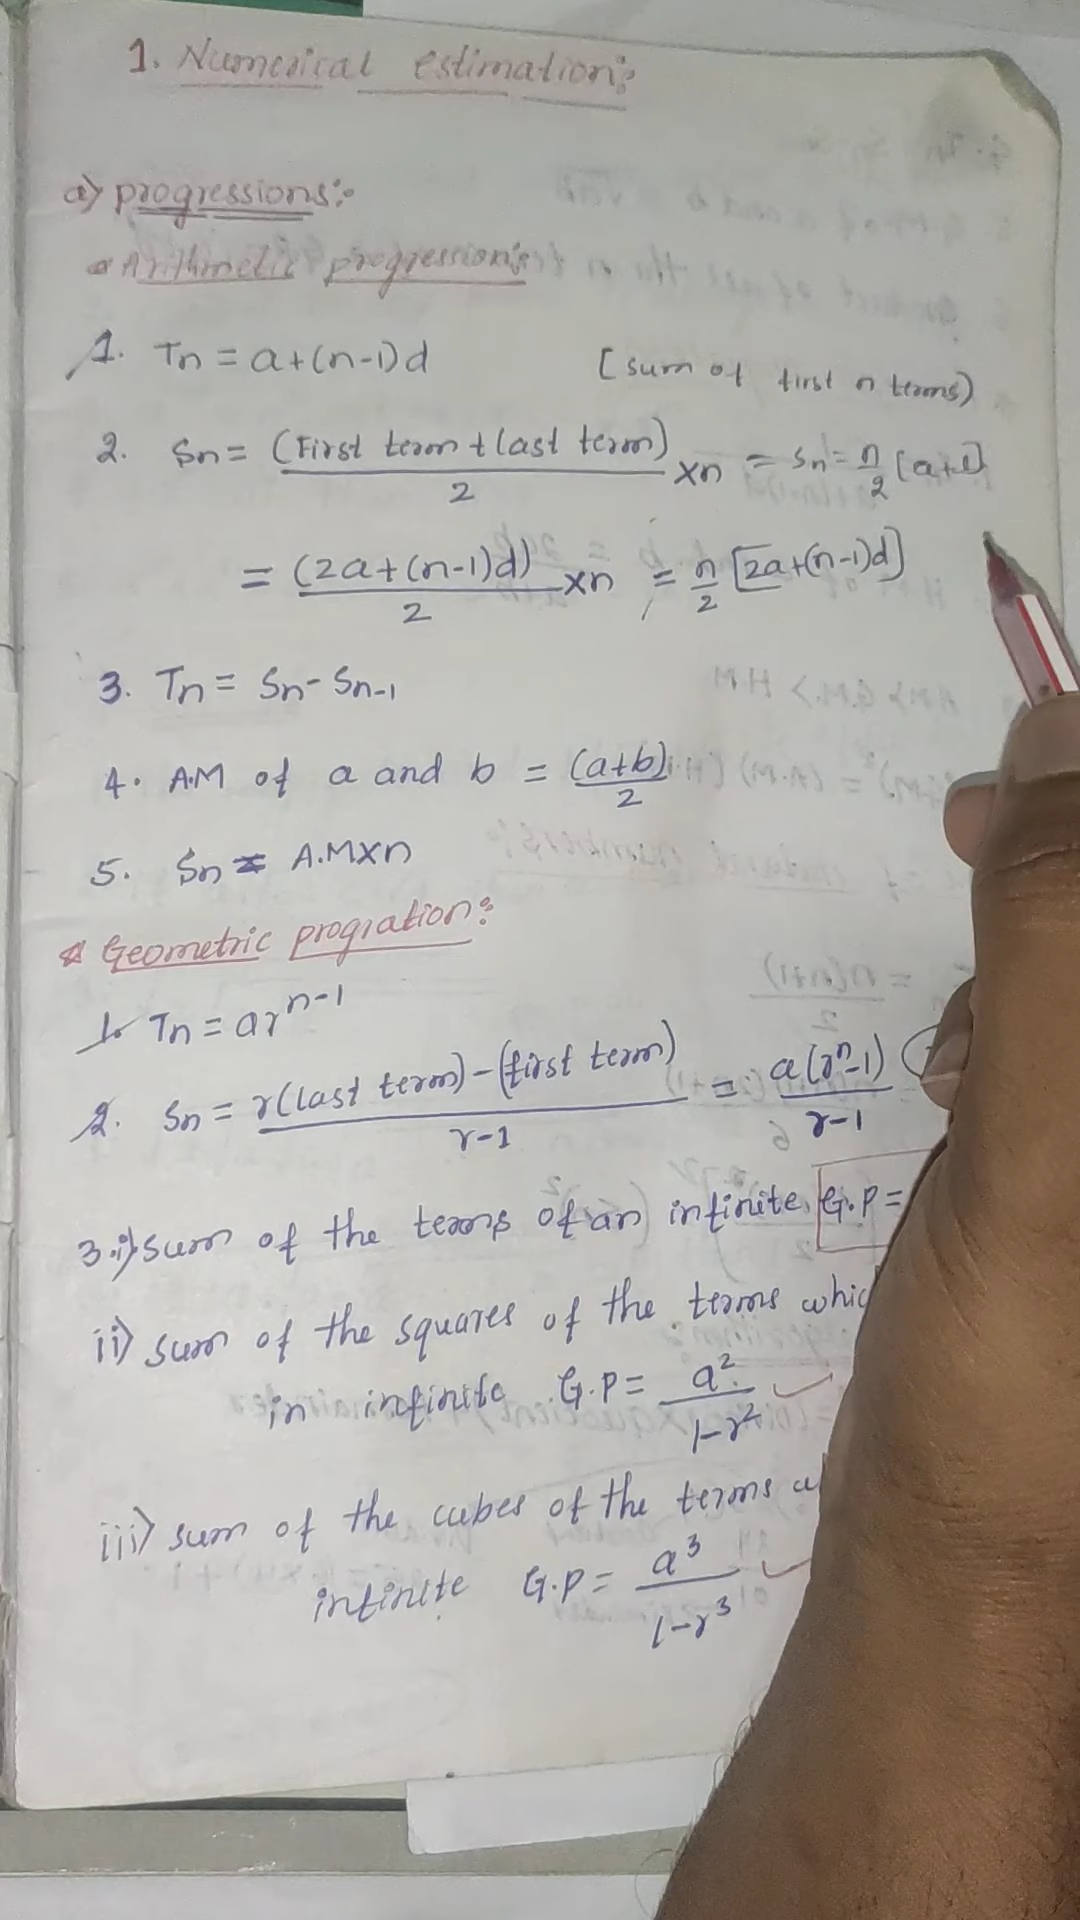 1. Numerical estimation:
a) progressions:
Arithmetic progressions:
1. Tn = a+(n-1)d [sum of first n terms)
2. Sn = (First term + last term)/2 xn = Sn = n/2 [a+l]
= (2a+(n-1)d)/2 xn = n/2 [2a+(n-1)d]
3. Tn = Sn - Sn-1
4. A.M of a and b = (a+b)/2
5. Sn = A.M x n
Geometric progration:
1. Tn = ar^n-1
2. Sn = r(last term) - (first term)/r-1 = a(r^n-1)/r-1
3.i) sum of the terms of an infinite G.P =
ii) sum of the squares of the terms whic
in infinite G.P = a²/1-r²
iii) sum of the cubes of the terms
infinite G.P = a³/1-r³